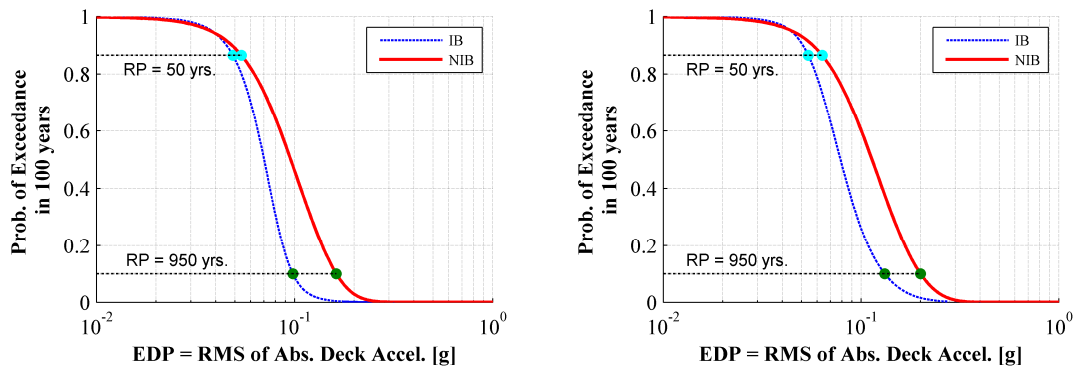 1
0.8
0.6
0.4
0.2
0
Prob. of Exceedance
in 100 years
RP = 50 yrs.
RP = 950 yrs.
IB
NIB
10^-2
10^-1
10^0
EDP = RMS of Abs. Deck Accel. [g]
1
0.8
0.6
0.4
0.2
0
Prob. of Exceedance
in 100 years
RP = 50 yrs.
RP = 950 yrs.
IB
NIB
10^-2
10^-1
10^0
EDP = RMS of Abs. Deck Accel. [g]